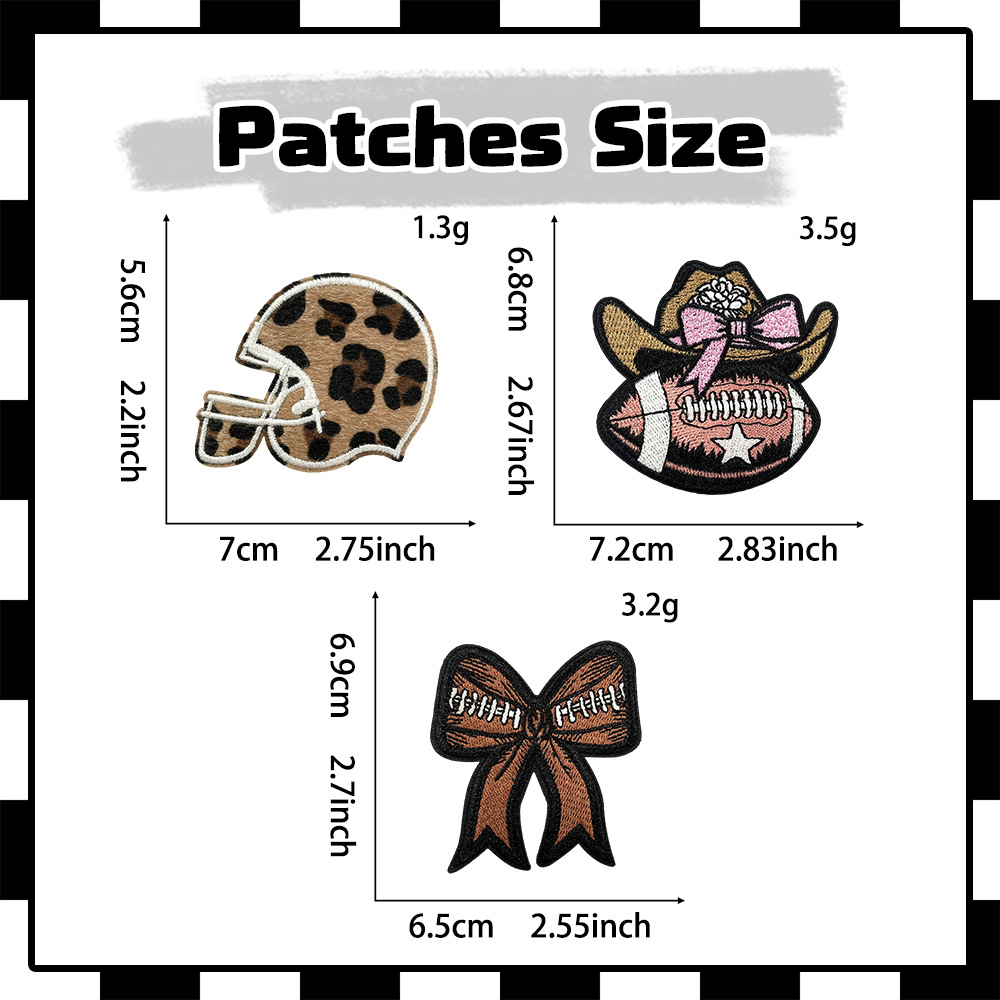 Patches Size
1.3g
5.6cm 2.2inch
7cm 2.75inch
3.5g
6.8cm 2.67inch
7.2cm 2.83inch
3.2g
6.9cm 2.7inch
6.5cm 2.55inch